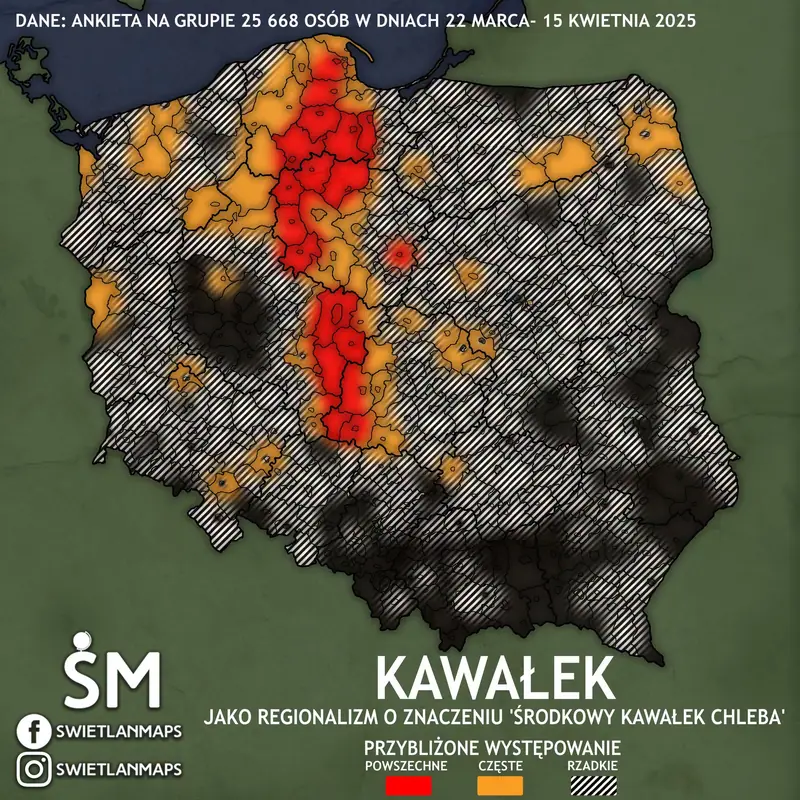 DANE: ANKIETA NA GRUPIE 25 668 OSÓB W DNIACH 22 MARCA- 15 KWIETNIA 2025
ŚM
SWIETLANMAPS
SWIETLANMAPS
KAWAŁEK
JAKO REGIONALIZM O ZNACZENIU 'ŚRODKOWY KAWAŁEK CHLEBA'
PRZYBLIŻONE WYSTĘPOWANIE
POWSZECHNE CZĘSTE RZADKIE